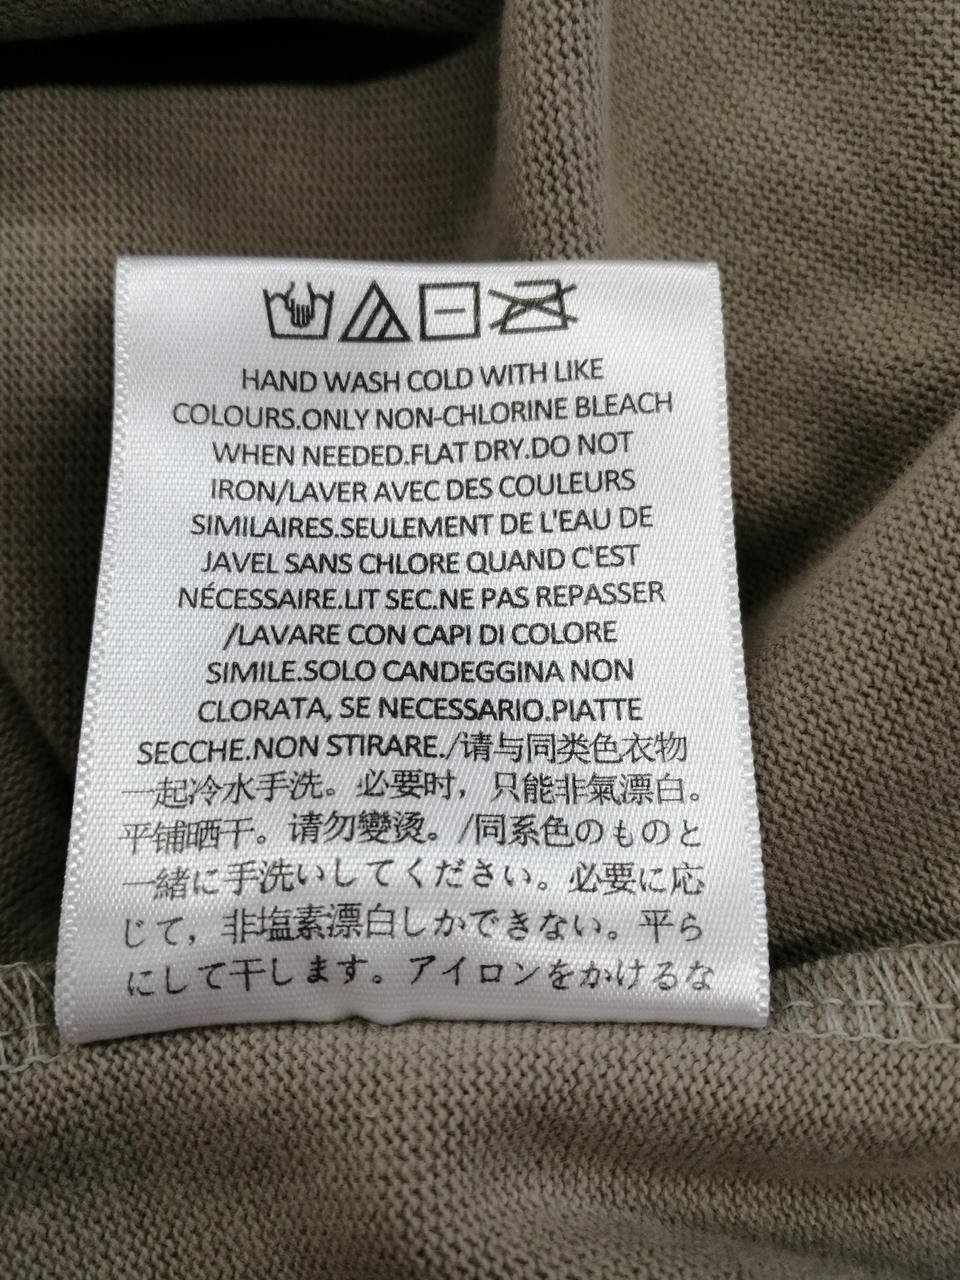 HAND WASH COLD WITH LIKE
COLOURS.ONLY NON-CHLORINE BLEACH
WHEN NEEDED.FLAT DRY.DO NOT
IRON/LAVER AVEC DES COULEURS
SIMILAIRES.SEULEMENT DE L'EAU DE
JAVEL SANS CHLORE QUAND C'EST
NÉCESSAIRE.LIT SEC.NE PAS REPASSER
/LAVARE CON CAPI DI COLORE
SIMILE.SOLO CANDEGGINA NON
CLORATA, SE NECESSARIO.PIATTE
SECCHE.NON STIRARE./请与同类色衣物
一起冷水手洗。必要时，只能非氯漂白。
平铺晒干。请勿變烫。/同系色のものと
一緒に手洗いしてください。必要に応
じて，非塩素漂白しかできない。平ら
にして干します。アイロンをかけるな